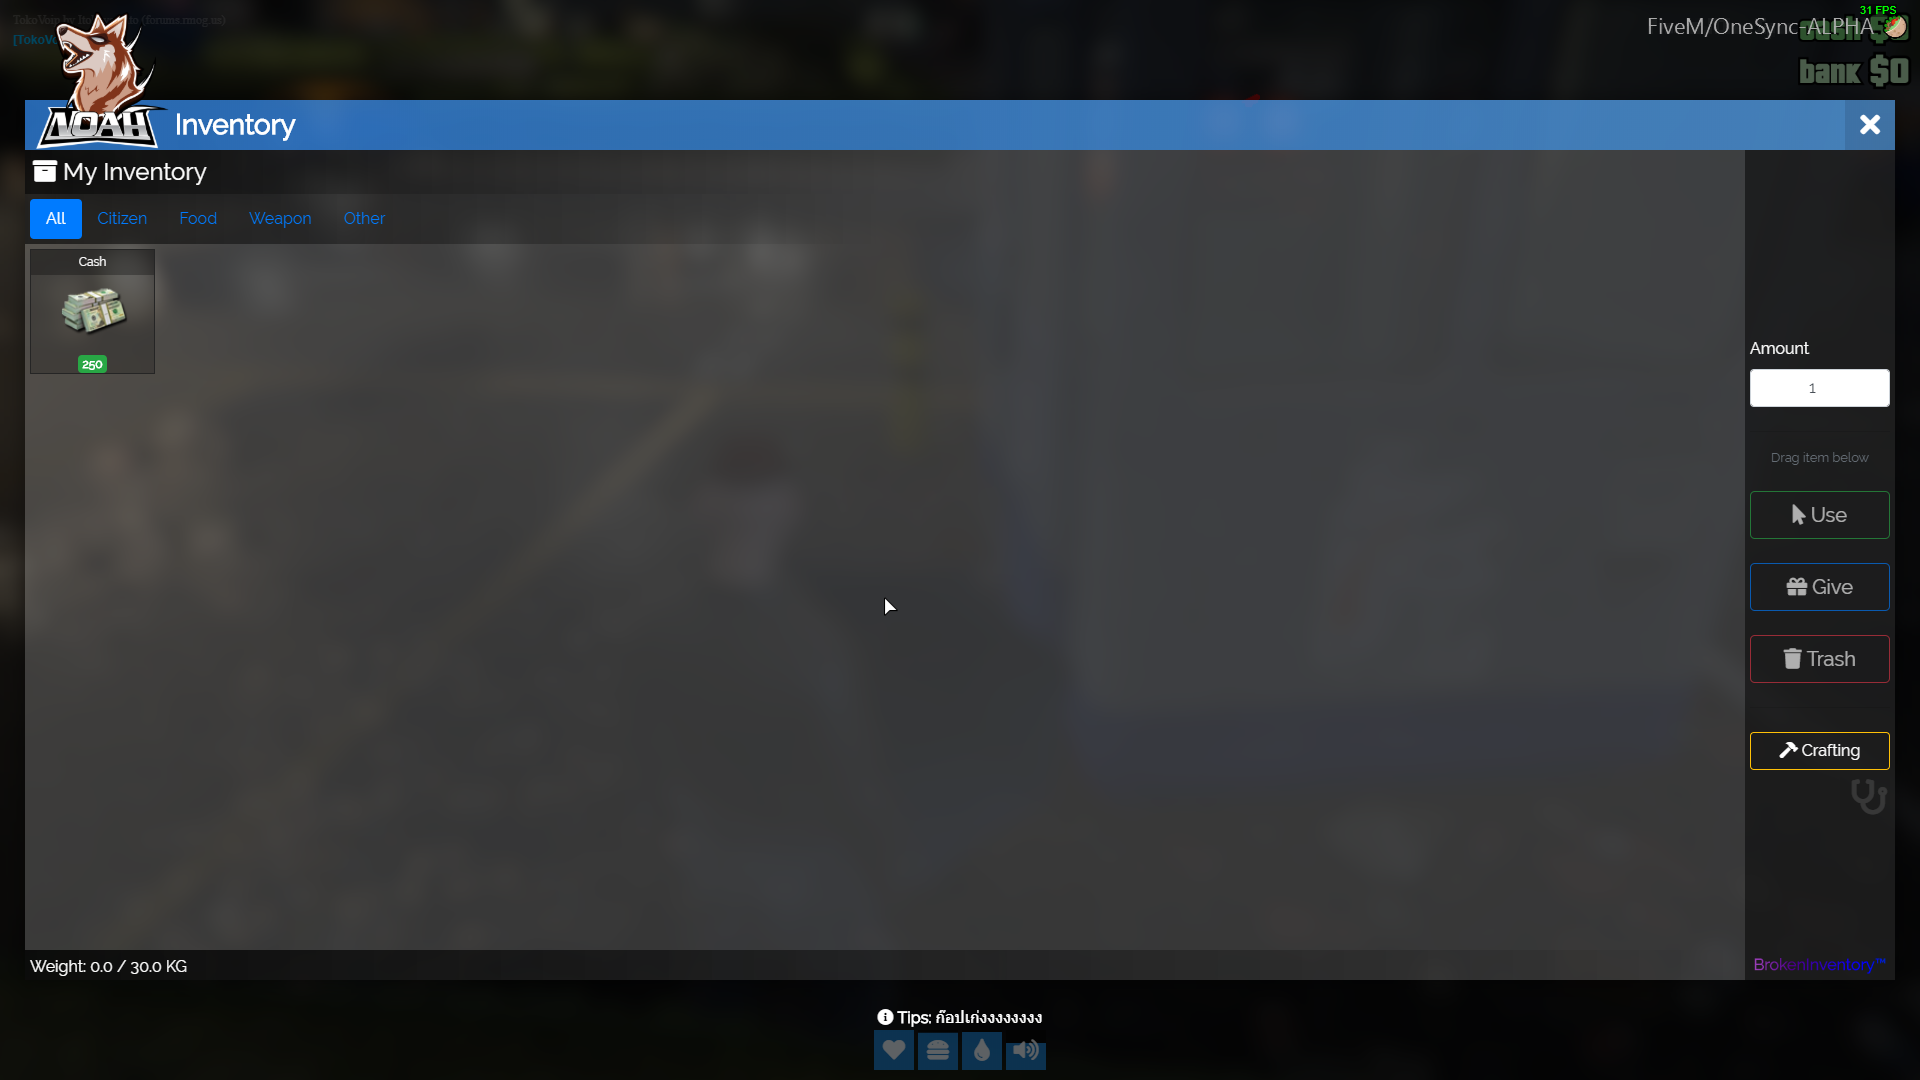 31 FPS
FiveM/OneSync-ALPHA
cash $0
bank $0
NOAH
Inventory
My Inventory
All Citizen Food Weapon Other
Cash
250
Amount
1
Drag item below
Use
Give
Trash
Crafting
Weight: 0.0 / 30.0 KG
BrokenInventory™
Tips: ก๊อปเก่งงงงงงงง